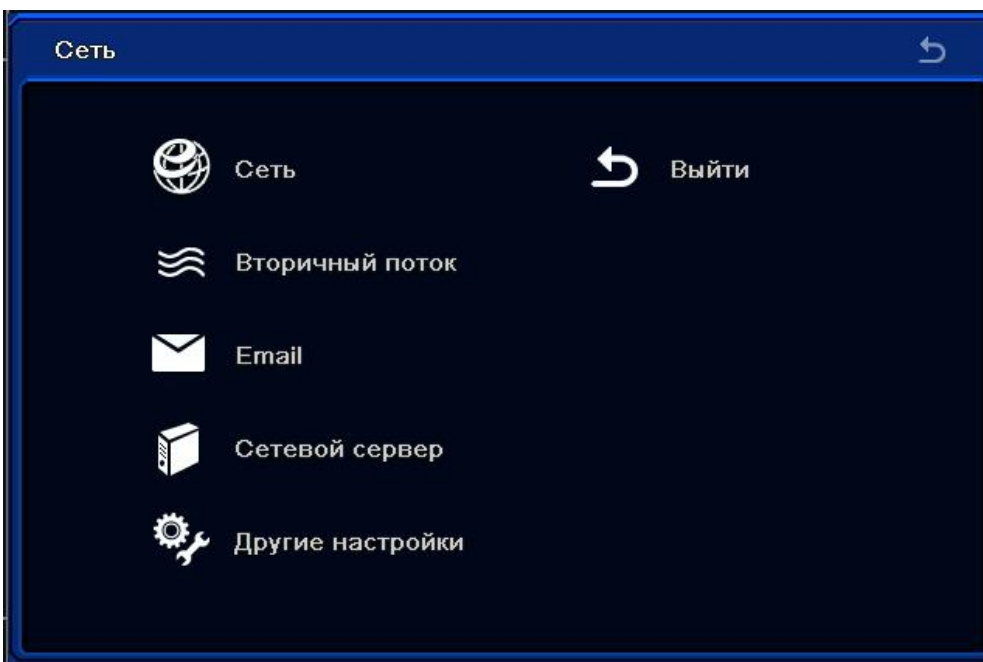 Сеть
Сеть
Выйти
Вторичный поток
Email
Сетевой сервер
Другие настройки